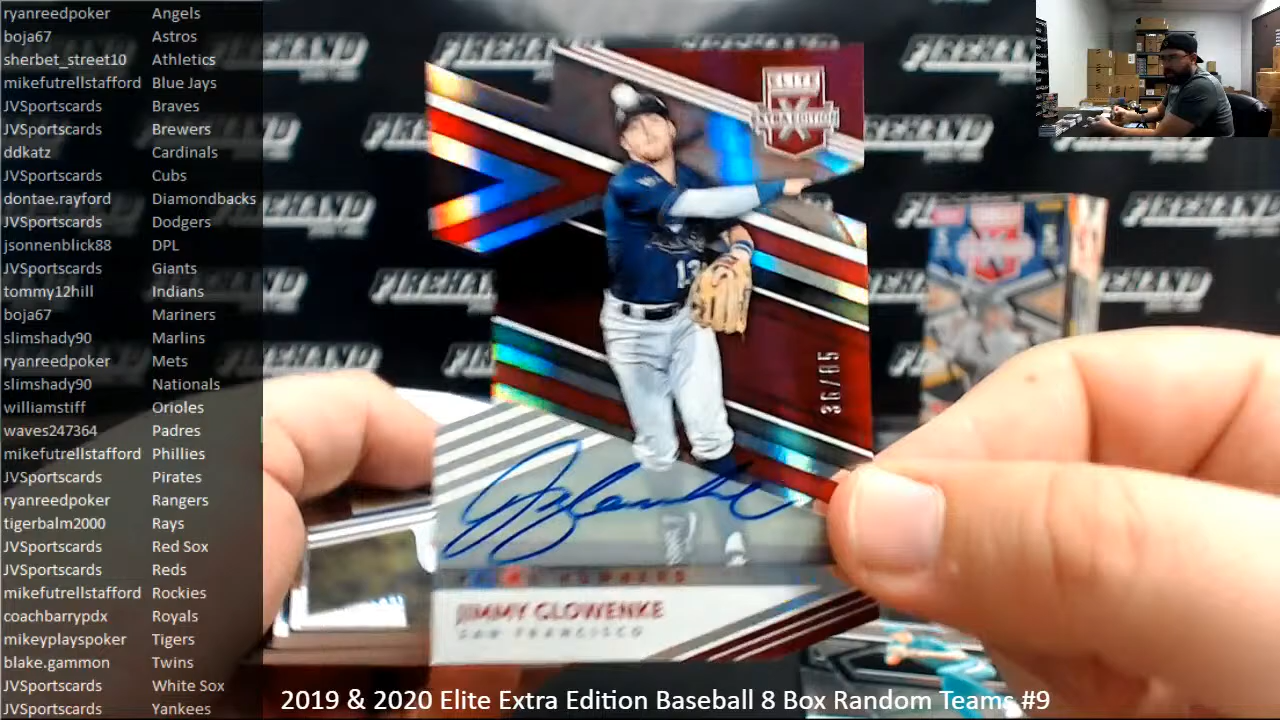 ryanreedpoker Angels
boja67 Astros
sherbet_street10 Athletics
mikefutrellstafford Blue Jays
JVSportscards Braves
JVSportscards Brewers
ddkatz Cardinals
JVSportscards Cubs
dontae.rayford Diamondbacks
JVSportscards Dodgers
jsonnenblick88 DPL
JVSportscards Giants
tommy12hill Indians
boja67 Mariners
slimshady90 Marlins
ryanreedpoker Mets
slimshady90 Nationals
williamstiff Orioles
waves247364 Padres
mikefutrellstafford Phillies
JVSportscards Pirates
ryanreedpoker Rangers
tigerbalm2000 Rays
JVSportscards Red Sox
JVSportscards Reds
mikefutrellstafford Rockies
coachbarrypdx Royals
mikeyplayspoker Tigers
blake.gammon Twins
JVSportscards White Sox
JVSportscards Yankees
FIREHAND
ELITE
X
EXTRA EDITION
13
JIMMY GLOWENKE
SAN FRANCISCO
2019 & 2020 Elite Extra Edition Baseball 8 Box Random Teams #9